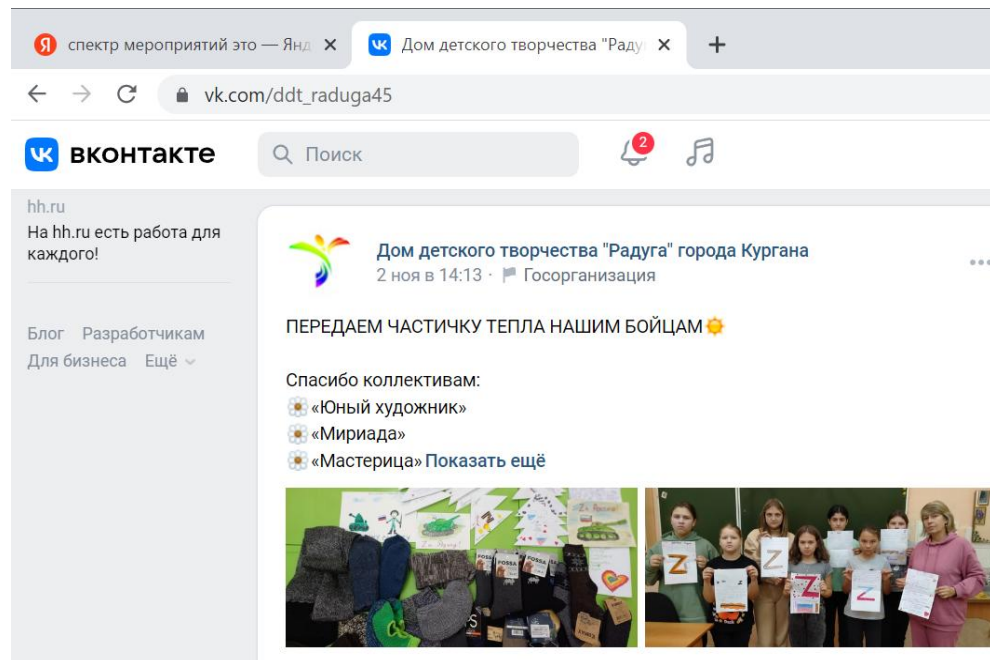 спектр мероприятий это — Янд
Дом детского творчества "Раду
vk.com/ddt_raduga45
вконтакте
Поиск
2
hh.ru
На hh.ru есть работа для
каждого!
Блог Разработчикам
Для бизнеса Ещё
Дом детского творчества "Радуга" города Кургана
2 ноя в 14:13 · Госорганизация
ПЕРЕДАЕМ ЧАСТИЧКУ ТЕПЛА НАШИМ БОЙЦАМ
Спасибо коллективам:
«Юный художник»
«Мириада»
«Мастерица» Показать ещё
FOSSA
Z
Z
Z
Z